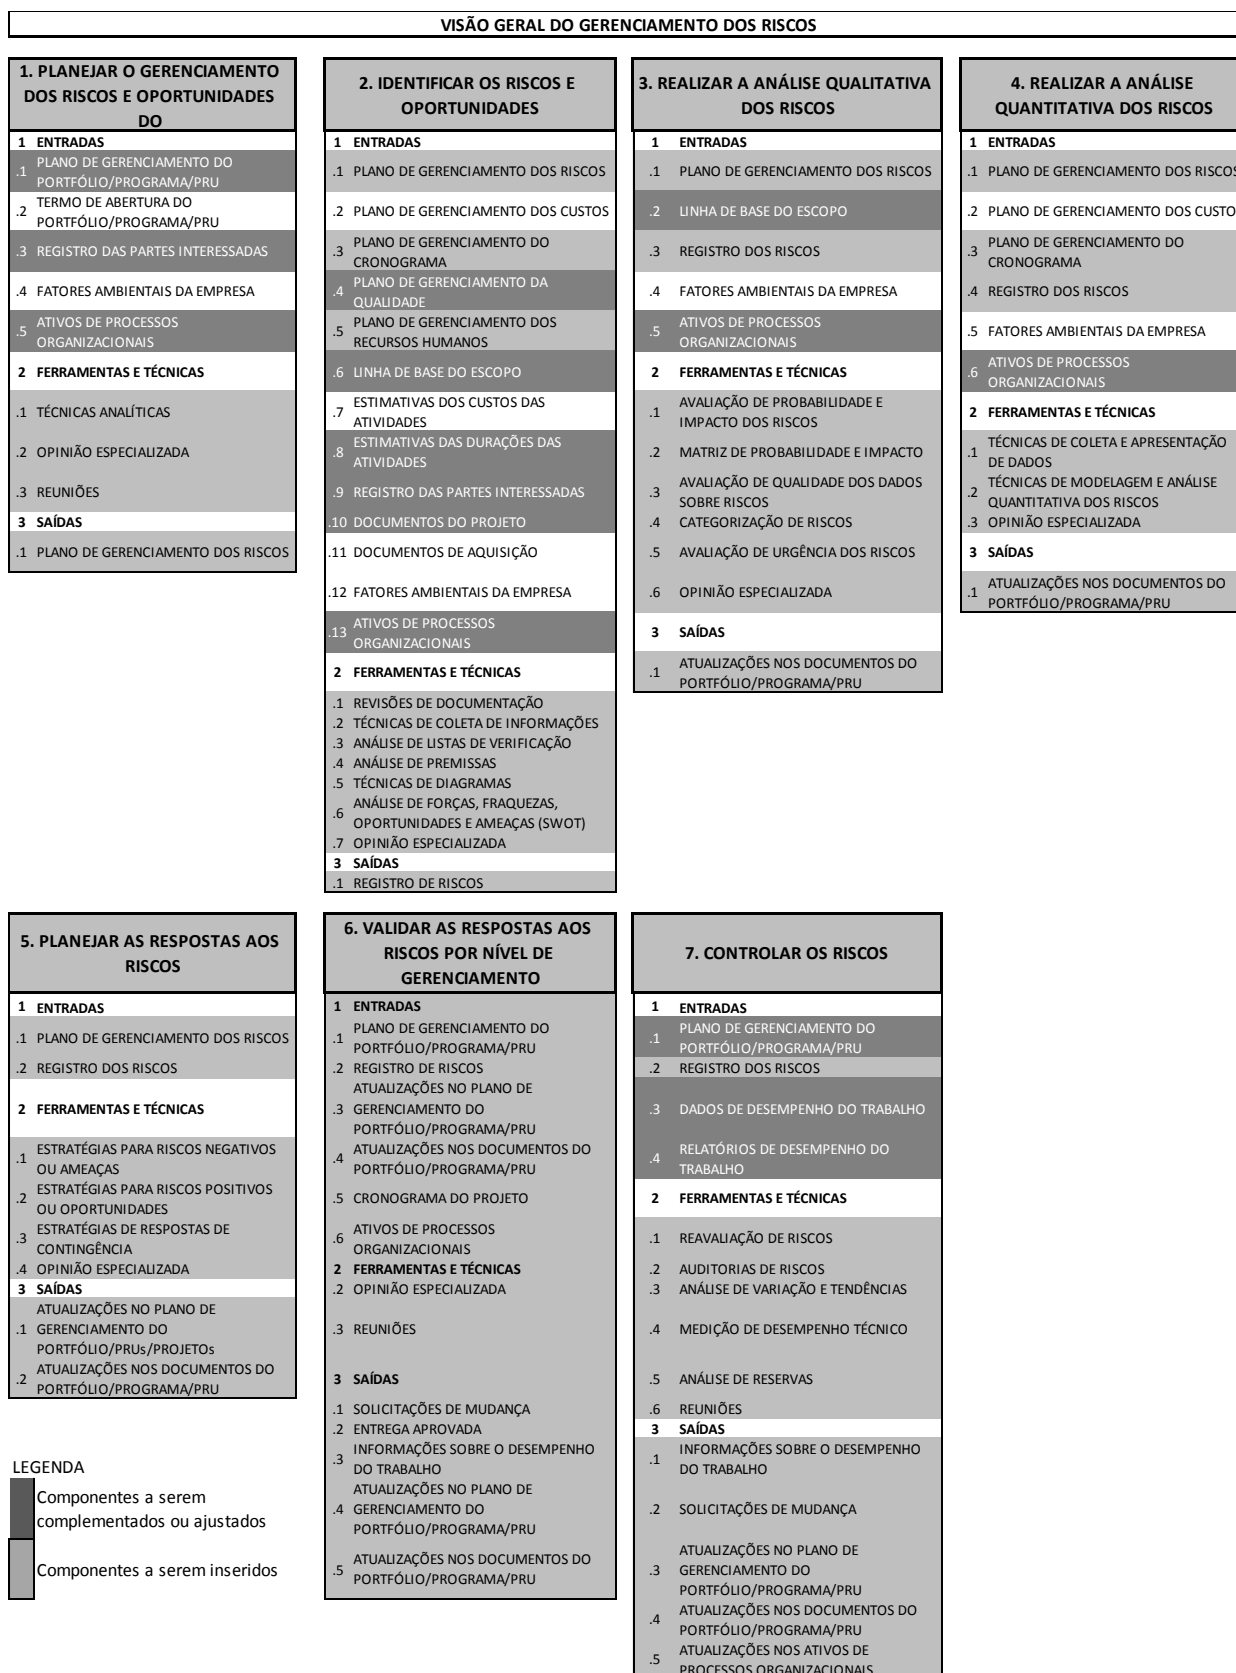 VISÃO GERAL DO GERENCIAMENTO DOS RISCOS
1. PLANEJAR O GERENCIAMENTO
DOS RISCOS E OPORTUNIDADES
DO
1 ENTRADAS
.1 PLANO DE GERENCIAMENTO DO
PORTFÓLIO/PROGRAMA/PRU
.2 TERMO DE ABERTURA DO
PORTFÓLIO/PROGRAMA/PRU
.3 REGISTRO DAS PARTES INTERESSADAS
.4 FATORES AMBIENTAIS DA EMPRESA
.5 ATIVOS DE PROCESSOS
ORGANIZACIONAIS
2 FERRAMENTAS E TÉCNICAS
.1 TÉCNICAS ANALÍTICAS
.2 OPINIÃO ESPECIALIZADA
.3 REUNIÕES
3 SAÍDAS
.1 PLANO DE GERENCIAMENTO DOS RISCOS
2. IDENTIFICAR OS RISCOS E
OPORTUNIDADES
1 ENTRADAS
.1 PLANO DE GERENCIAMENTO DOS RISCOS
.2 PLANO DE GERENCIAMENTO DOS CUSTOS
.3 PLANO DE GERENCIAMENTO DO
CRONOGRAMA
.4 PLANO DE GERENCIAMENTO DA
QUALIDADE
.5 PLANO DE GERENCIAMENTO DOS
RECURSOS HUMANOS
.6 LINHA DE BASE DO ESCOPO
.7 ESTIMATIVAS DOS CUSTOS DAS
ATIVIDADES
.8 ESTIMATIVAS DAS DURAÇÕES DAS
ATIVIDADES
.9 REGISTRO DAS PARTES INTERESSADAS
.10 DOCUMENTOS DO PROJETO
.11 DOCUMENTOS DE AQUISIÇÃO
.12 FATORES AMBIENTAIS DA EMPRESA
.13 ATIVOS DE PROCESSOS
ORGANIZACIONAIS
2 FERRAMENTAS E TÉCNICAS
.1 REVISÕES DE DOCUMENTAÇÃO
.2 TÉCNICAS DE COLETA DE INFORMAÇÕES
.3 ANÁLISE DE LISTAS DE VERIFICAÇÃO
.4 ANÁLISE DE PREMISSAS
.5 TÉCNICAS DE DIAGRAMAS
.6 ANÁLISE DE FORÇAS, FRAQUEZAS,
OPORTUNIDADES E AMEAÇAS (SWOT)
.7 OPINIÃO ESPECIALIZADA
3 SAÍDAS
.1 REGISTRO DE RISCOS
3. REALIZAR A ANÁLISE QUALITATIVA
DOS RISCOS
1 ENTRADAS
.1 PLANO DE GERENCIAMENTO DOS RISCOS
.2 LINHA DE BASE DO ESCOPO
.3 REGISTRO DOS RISCOS
.4 FATORES AMBIENTAIS DA EMPRESA
.5 ATIVOS DE PROCESSOS
ORGANIZACIONAIS
2 FERRAMENTAS E TÉCNICAS
.1 AVALIAÇÃO DE PROBABILIDADE E
IMPACTO DOS RISCOS
.2 MATRIZ DE PROBABILIDADE E IMPACTO
.3 AVALIAÇÃO DE QUALIDADE DOS DADOS
SOBRE RISCOS
.4 CATEGORIZAÇÃO DE RISCOS
.5 AVALIAÇÃO DE URGÊNCIA DOS RISCOS
.6 OPINIÃO ESPECIALIZADA
3 SAÍDAS
.1 ATUALIZAÇÕES NOS DOCUMENTOS DO
PORTFÓLIO/PROGRAMA/PRU
4. REALIZAR A ANÁLISE
QUANTITATIVA DOS RISCOS
1 ENTRADAS
.1 PLANO DE GERENCIAMENTO DOS RISCOS
.2 PLANO DE GERENCIAMENTO DOS CUSTO
.3 PLANO DE GERENCIAMENTO DO
CRONOGRAMA
.4 REGISTRO DOS RISCOS
.5 FATORES AMBIENTAIS DA EMPRESA
.6 ATIVOS DE PROCESSOS
ORGANIZACIONAIS
2 FERRAMENTAS E TÉCNICAS
.1 TÉCNICAS DE COLETA E APRESENTAÇÃO
DE DADOS
.2 TÉCNICAS DE MODELAGEM E ANÁLISE
QUANTITATIVA DOS RISCOS
.3 OPINIÃO ESPECIALIZADA
3 SAÍDAS
.1 ATUALIZAÇÕES NOS DOCUMENTOS DO
PORTFÓLIO/PROGRAMA/PRU
5. PLANEJAR AS RESPOSTAS AOS
RISCOS
1 ENTRADAS
.1 PLANO DE GERENCIAMENTO DOS RISCOS
.2 REGISTRO DOS RISCOS
2 FERRAMENTAS E TÉCNICAS
.1 ESTRATÉGIAS PARA RISCOS NEGATIVOS
OU AMEAÇAS
.2 ESTRATÉGIAS PARA RISCOS POSITIVOS
OU OPORTUNIDADES
.3 ESTRATÉGIAS DE RESPOSTAS DE
CONTINGÊNCIA
.4 OPINIÃO ESPECIALIZADA
3 SAÍDAS
ATUALIZAÇÕES NO PLANO DE
.1 GERENCIAMENTO DO
PORTFÓLIO/PRUs/PROJETOs
.2 ATUALIZAÇÕES NOS DOCUMENTOS DO
PORTFÓLIO/PROGRAMA/PRU
LEGENDA
Componentes a serem
complementados ou ajustados
Componentes a serem inseridos
6. VALIDAR AS RESPOSTAS AOS
RISCOS POR NÍVEL DE
GERENCIAMENTO
1 ENTRADAS
.1 PLANO DE GERENCIAMENTO DO
PORTFÓLIO/PROGRAMA/PRU
.2 REGISTRO DE RISCOS
ATUALIZAÇÕES NO PLANO DE
.3 GERENCIAMENTO DO
PORTFÓLIO/PROGRAMA/PRU
.4 ATUALIZAÇÕES NOS DOCUMENTOS DO
PORTFÓLIO/PROGRAMA/PRU
.5 CRONOGRAMA DO PROJETO
.6 ATIVOS DE PROCESSOS
ORGANIZACIONAIS
2 FERRAMENTAS E TÉCNICAS
.2 OPINIÃO ESPECIALIZADA
.3 REUNIÕES
3 SAÍDAS
.1 SOLICITAÇÕES DE MUDANÇA
.2 ENTREGA APROVADA
.3 INFORMAÇÕES SOBRE O DESEMPENHO
DO TRABALHO
ATUALIZAÇÕES NO PLANO DE
.4 GERENCIAMENTO DO
PORTFÓLIO/PROGRAMA/PRU
.5 ATUALIZAÇÕES NOS DOCUMENTOS DO
PORTFÓLIO/PROGRAMA/PRU
7. CONTROLAR OS RISCOS
1 ENTRADAS
.1 PLANO DE GERENCIAMENTO DO
PORTFÓLIO/PROGRAMA/PRU
.2 REGISTRO DOS RISCOS
.3 DADOS DE DESEMPENHO DO TRABALHO
.4 RELATÓRIOS DE DESEMPENHO DO
TRABALHO
2 FERRAMENTAS E TÉCNICAS
.1 REAVALIAÇÃO DE RISCOS
.2 AUDITORIAS DE RISCOS
.3 ANÁLISE DE VARIAÇÃO E TENDÊNCIAS
.4 MEDIÇÃO DE DESEMPENHO TÉCNICO
.5 ANÁLISE DE RESERVAS
.6 REUNIÕES
3 SAÍDAS
.1 INFORMAÇÕES SOBRE O DESEMPENHO
DO TRABALHO
.2 SOLICITAÇÕES DE MUDANÇA
ATUALIZAÇÕES NO PLANO DE
.3 GERENCIAMENTO DO
PORTFÓLIO/PROGRAMA/PRU
.4 ATUALIZAÇÕES NOS DOCUMENTOS DO
PORTFÓLIO/PROGRAMA/PRU
.5 ATUALIZAÇÕES NOS ATIVOS DE
PROCESSOS ORGANIZACIONAIS